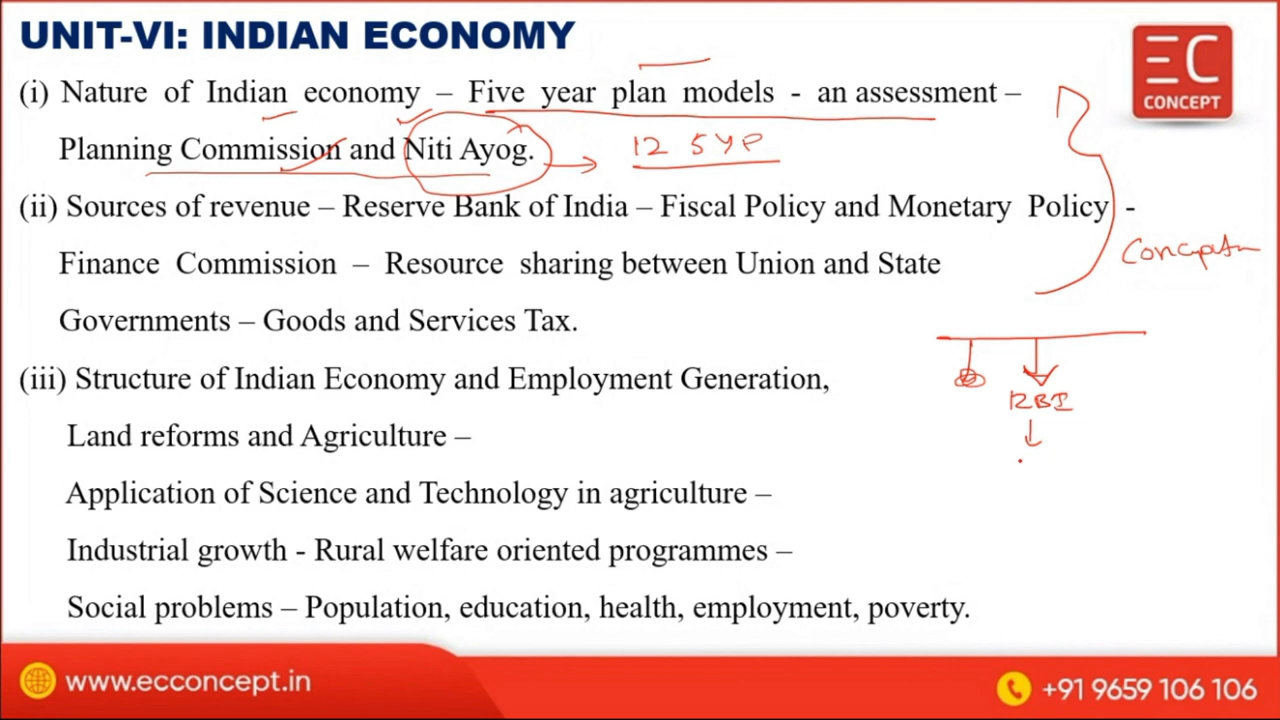 UNIT-VI: INDIAN ECONOMY
EC
CONCEPT
(i) Nature of Indian economy – Five year plan models - an assessment –
Planning Commission and Niti Ayog.
12 5YP
(ii) Sources of revenue – Reserve Bank of India – Fiscal Policy and Monetary Policy -
Finance Commission – Resource sharing between Union and State
Governments – Goods and Services Tax.
(iii) Structure of Indian Economy and Employment Generation,
RBI
Land reforms and Agriculture –
Application of Science and Technology in agriculture –
Industrial growth - Rural welfare oriented programmes –
Social problems – Population, education, health, employment, poverty.
www.ecconcept.in
+91 9659 106 106